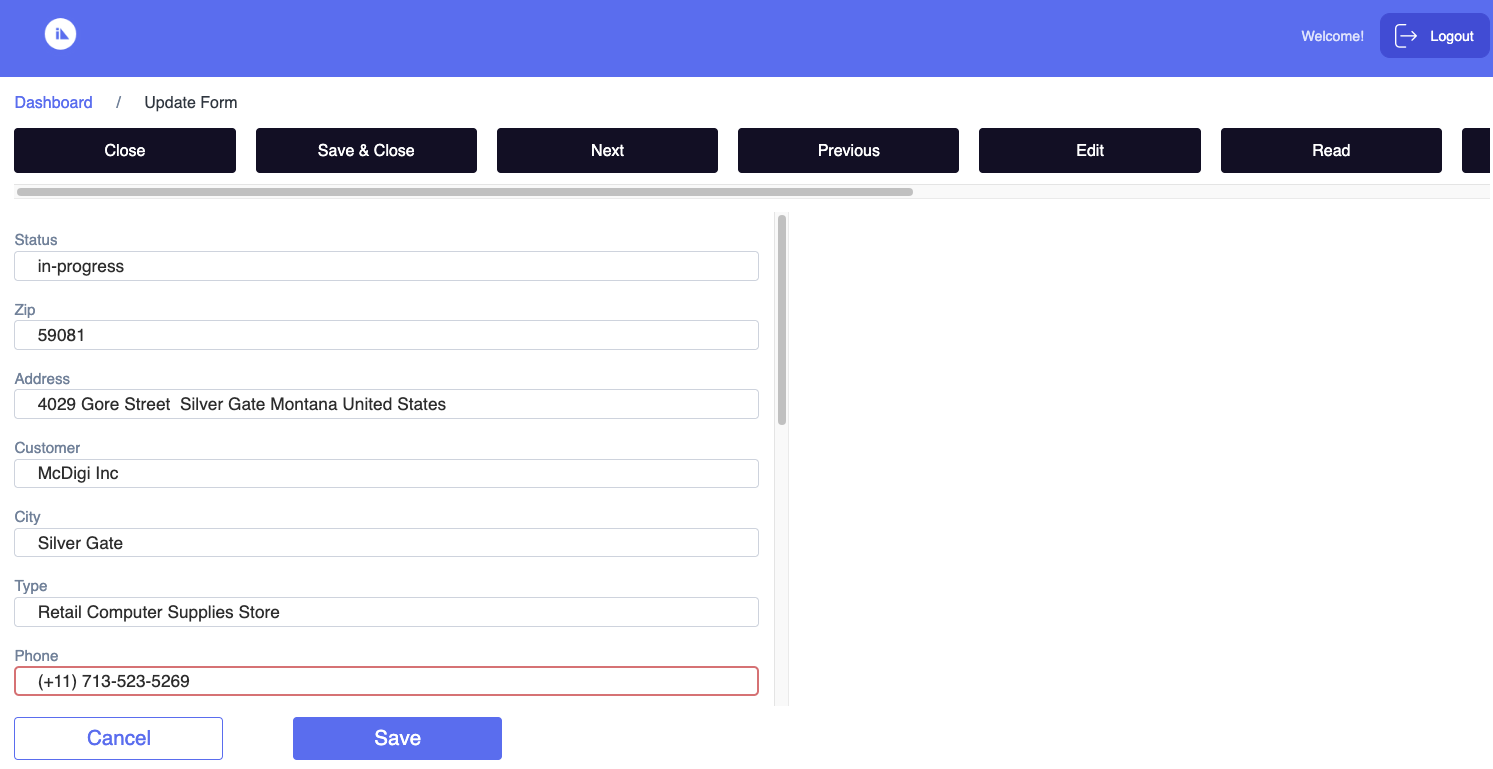 Welcome! Logout
Dashboard / Update Form
Close Save & Close Next Previous Edit Read
Status
in-progress
Zip
59081
Address
4029 Gore Street  Silver Gate Montana United States
Customer
McDigi Inc
City
Silver Gate
Type
Retail Computer Supplies Store
Phone
(+11) 713-523-5269
Cancel Save